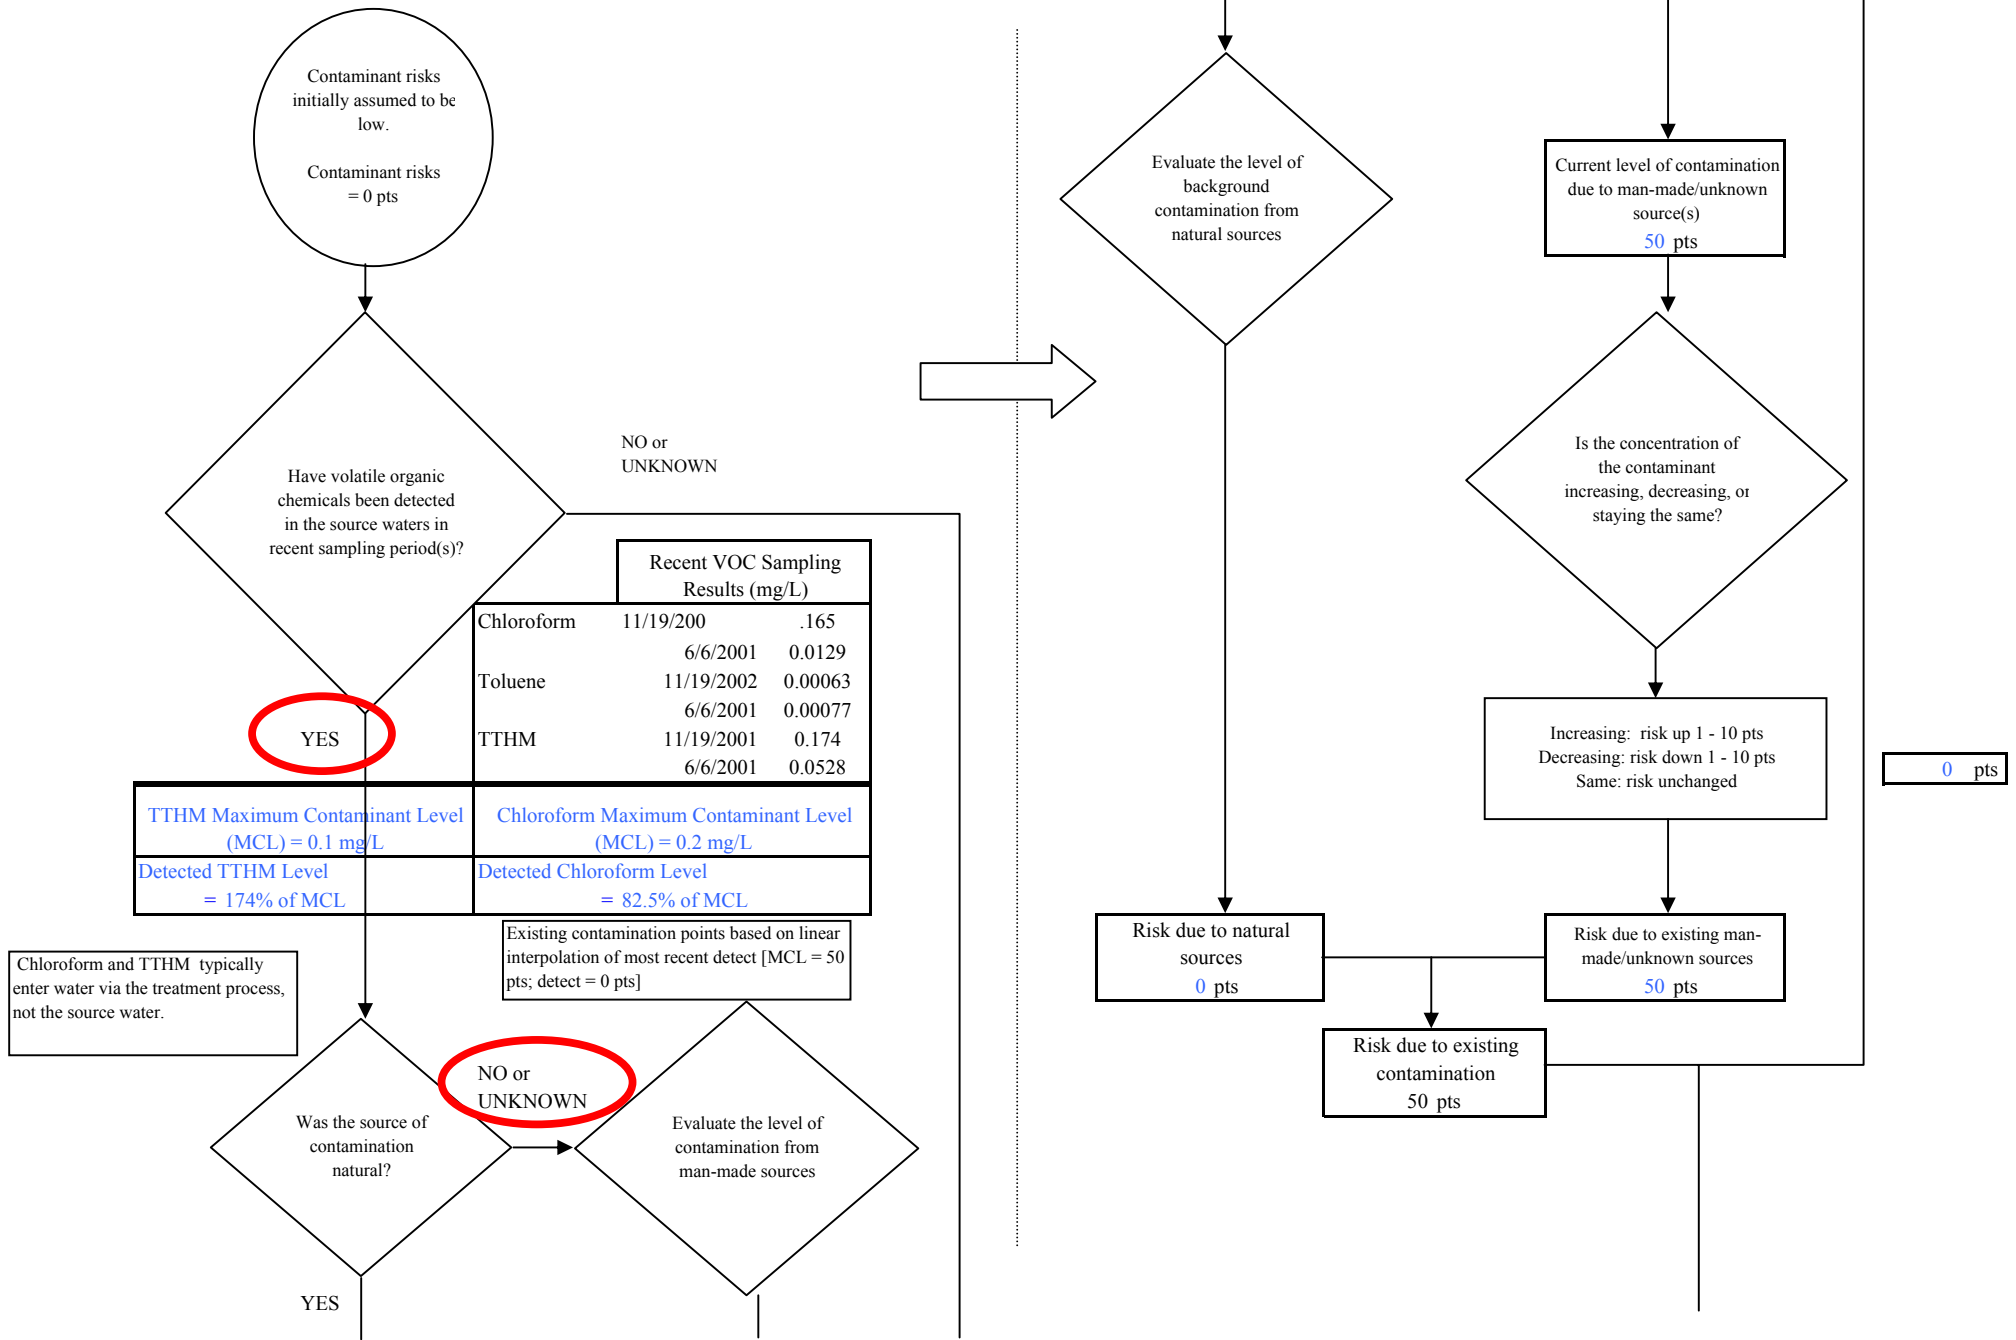 Contaminant risks
initially assumed to be
low.
Contaminant risks
= 0 pts
Have volatile organic
chemicals been detected
in the source waters in
recent sampling period(s)?
NO or
UNKNOWN
YES
Recent VOC Sampling
Results (mg/L)
Chloroform 11/19/200 .165
6/6/2001 0.0129
Toluene 11/19/2002 0.00063
6/6/2001 0.00077
TTHM 11/19/2001 0.174
6/6/2001 0.0528
TTHM Maximum Contaminant Level
(MCL) = 0.1 mg/L
Chloroform Maximum Contaminant Level
(MCL) = 0.2 mg/L
Detected TTHM Level
= 174% of MCL
Detected Chloroform Level
= 82.5% of MCL
Existing contamination points based on linear
interpolation of most recent detect [MCL = 50
pts; detect = 0 pts]
Chloroform and TTHM typically
enter water via the treatment process,
not the source water.
Was the source of
contamination
natural?
NO or
UNKNOWN
Evaluate the level of
contamination from
man-made sources
YES
Evaluate the level of
background
contamination from
natural sources
Current level of contamination
due to man-made/unknown
source(s)
50 pts
Is the concentration of
the contaminant
increasing, decreasing, or
staying the same?
Increasing: risk up 1 - 10 pts
Decreasing: risk down 1 - 10 pts
Same: risk unchanged
0 pts
Risk due to natural
sources
0 pts
Risk due to existing man-
made/unknown sources
50 pts
Risk due to existing
contamination
50 pts